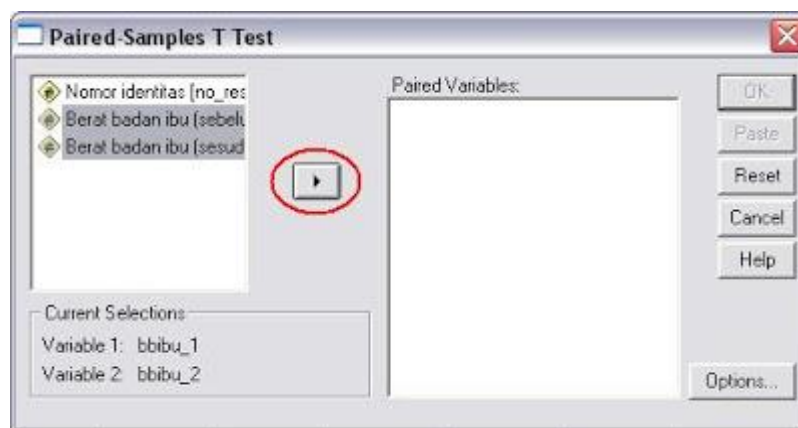 Paired-Samples T Test
Nomor identitas [no_res
Berat badan ibu (sebelu
Berat badan ibu (sesud
Paired Variables:
OK
Paste
Reset
Cancel
Help
Current Selections
Variable 1: bbibu_1
Variable 2: bbibu_2
Options...